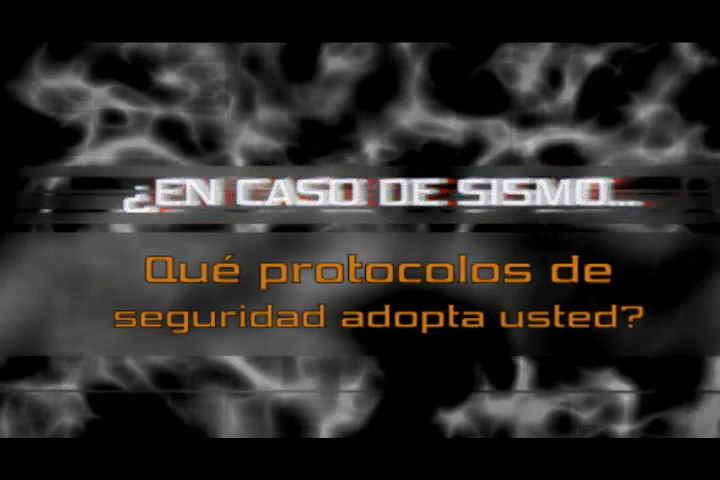 ¿EN CASO DE SISMO...
Qué protocolos de
seguridad adopta usted?